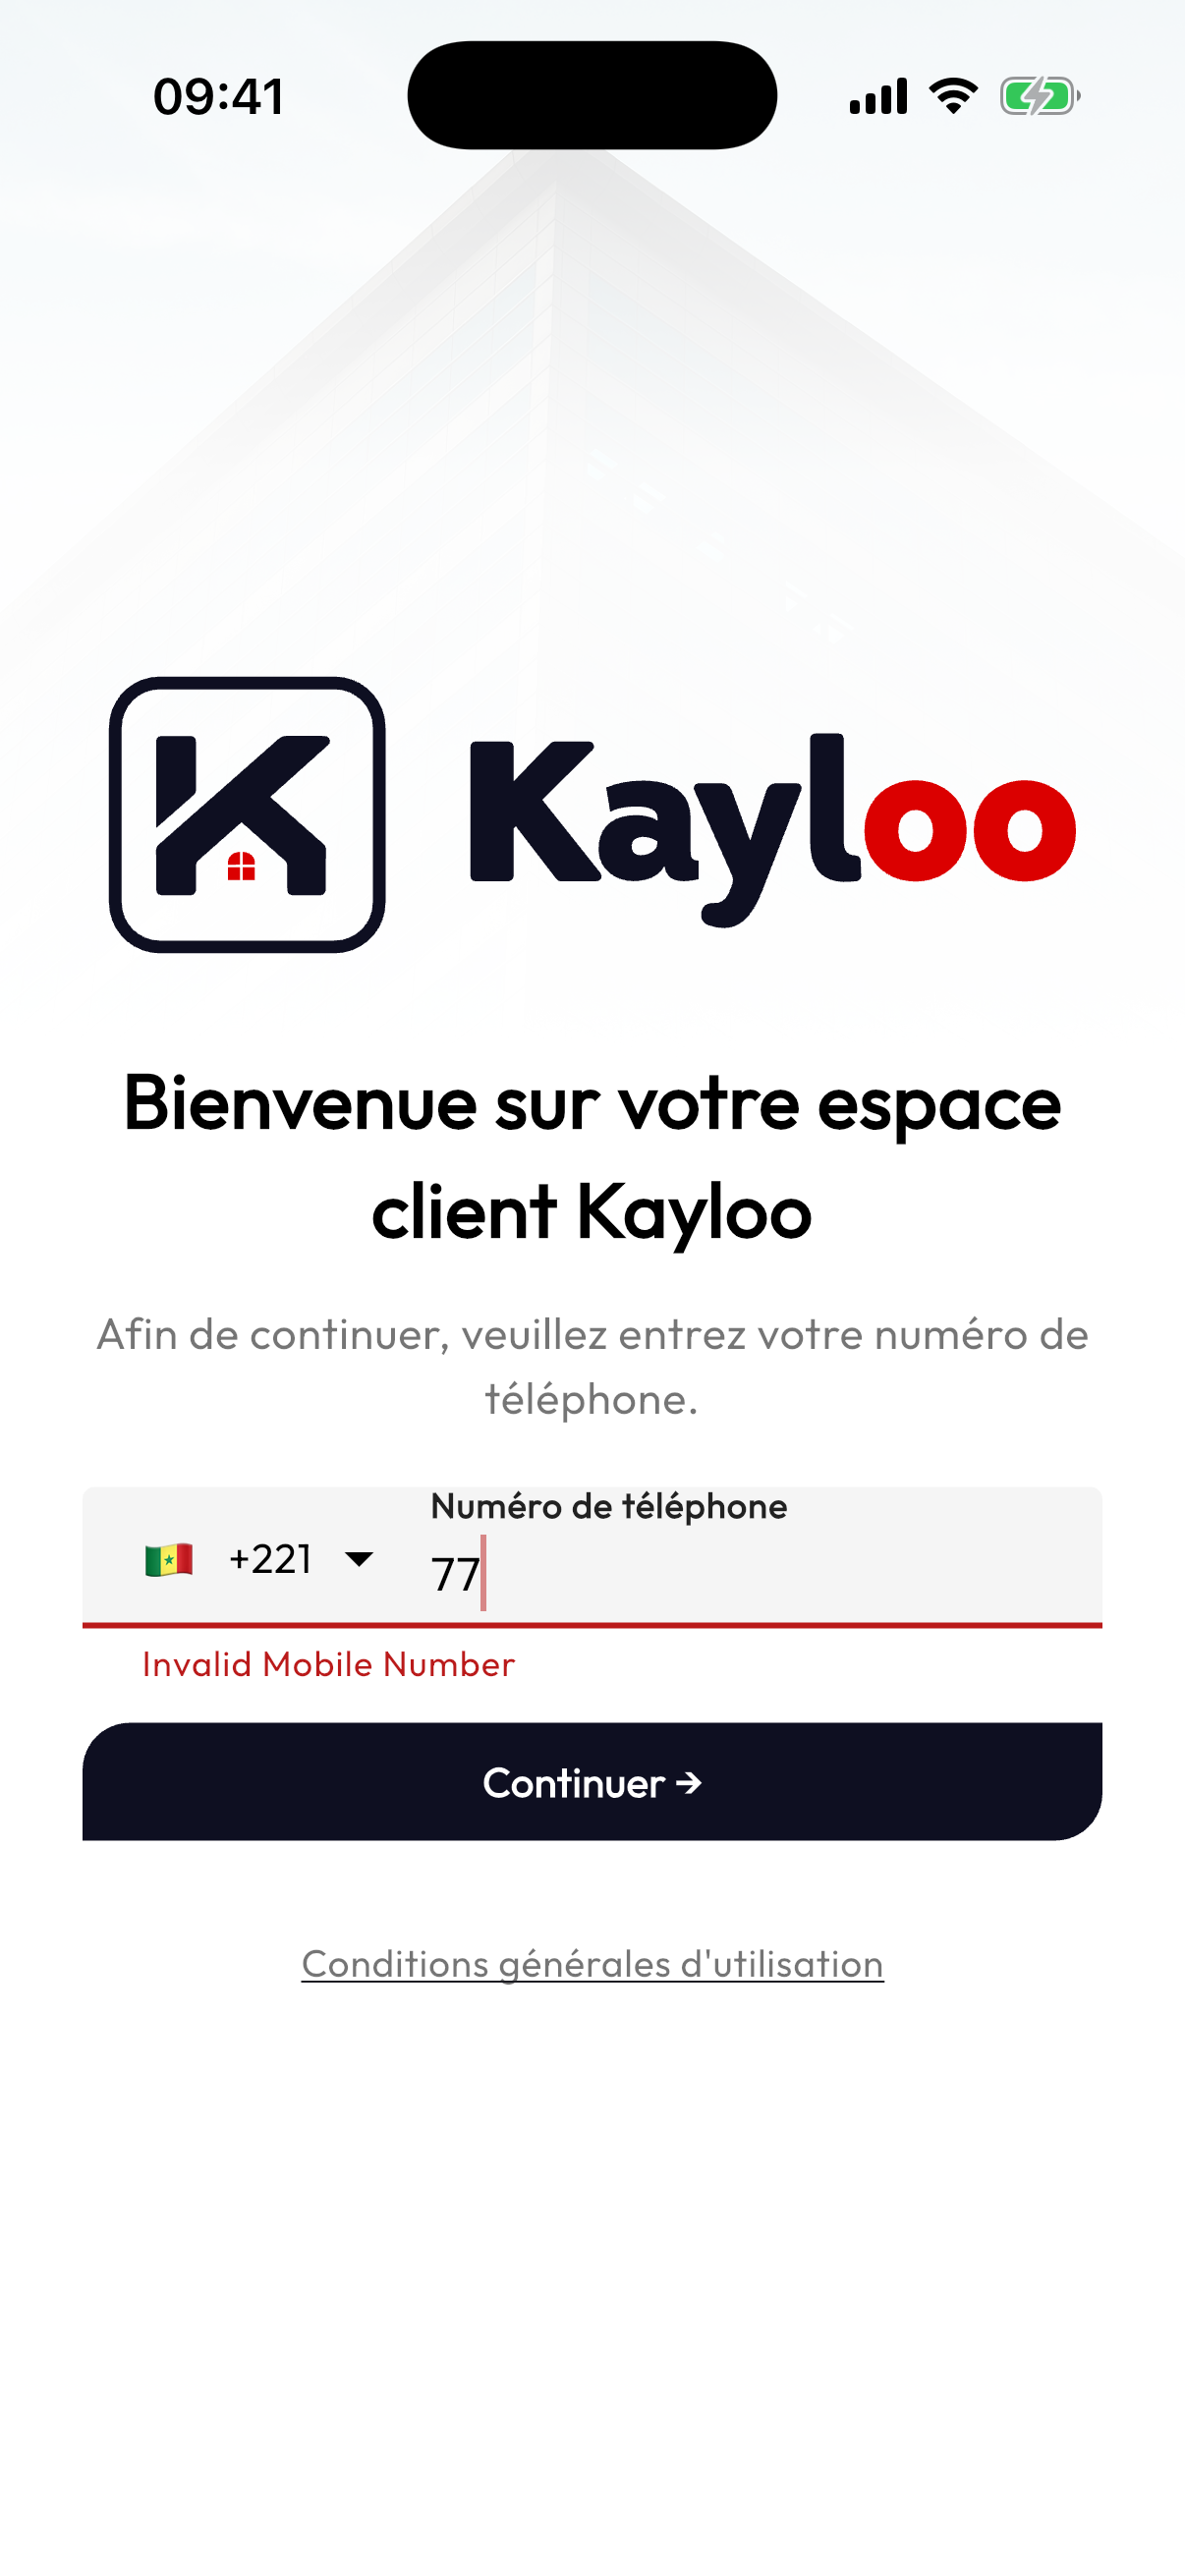 09:41
Kayloo
Bienvenue sur votre espace
client Kayloo
Afin de continuer, veuillez entrez votre numéro de
téléphone.
Numéro de téléphone
+221
77
Invalid Mobile Number
Continuer →
Conditions générales d'utilisation